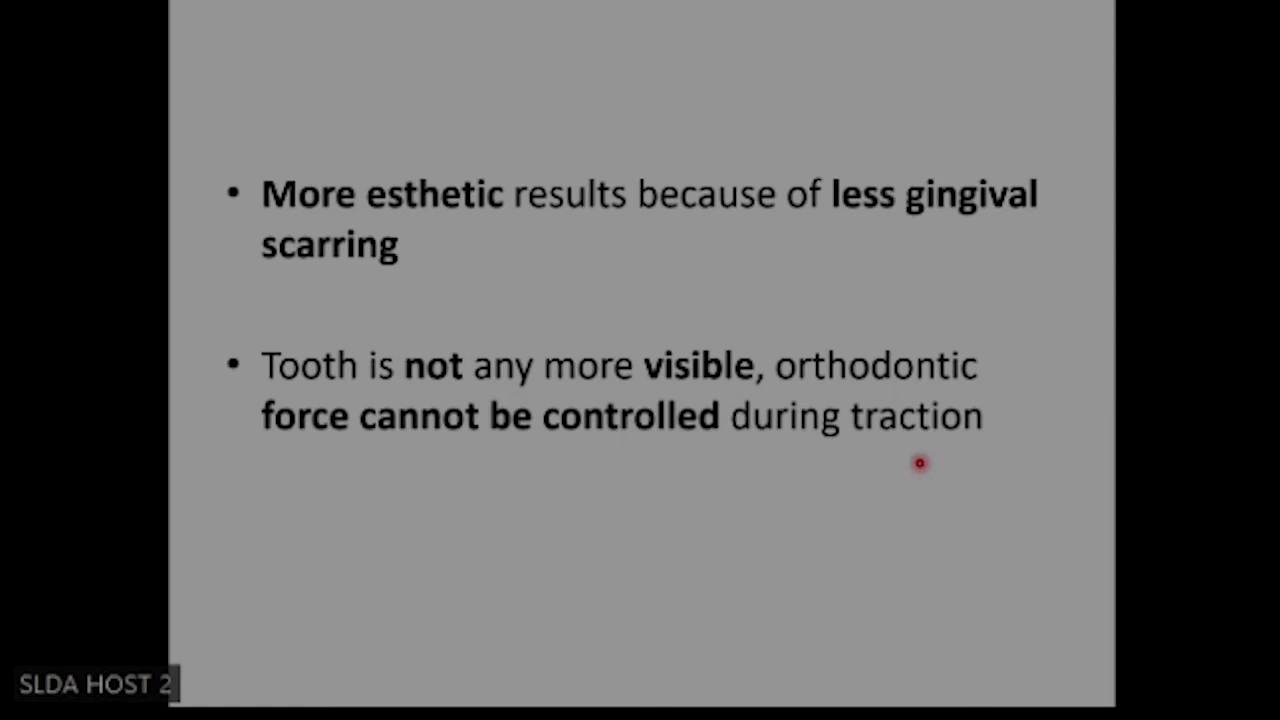 • More esthetic results because of less gingival
scarring
• Tooth is not any more visible, orthodontic
force cannot be controlled during traction
SLDA HOST 2